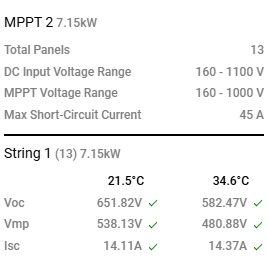 MPPT 2 7.15kW
Total Panels 13
DC Input Voltage Range 160 - 1100 V
MPPT Voltage Range 160 - 1000 V
Max Short-Circuit Current 45 A
String 1 (13) 7.15kW
21.5°C 34.6°C
Voc 651.82V ✓ 582.47V ✓
Vmp 538.13V ✓ 480.88V ✓
Isc 14.11A ✓ 14.37A ✓